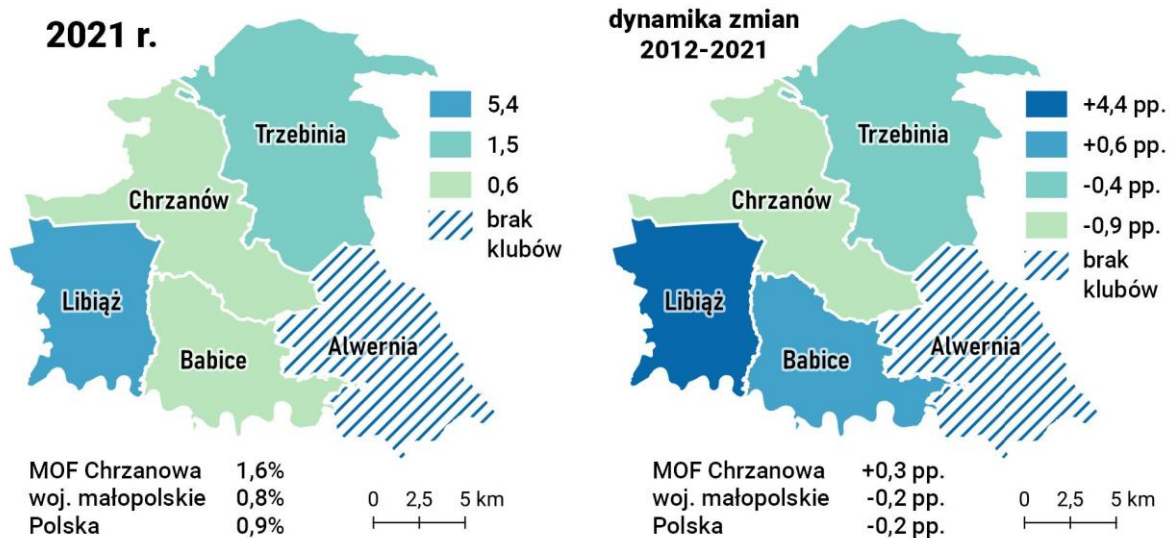 2021 r.
5,4
1,5
0,6
brak
klubów
Trzebinia
Chrzanów
Libiąż
Babice
Alwernia
MOF Chrzanowa 1,6%
woj. małopolskie 0,8%
Polska 0,9%
0 2,5 5 km
dynamika zmian
2012-2021
+4,4 pp.
+0,6 pp.
-0,4 pp.
-0,9 pp.
brak
klubów
Trzebinia
Chrzanów
Libiąż
Babice
Alwernia
MOF Chrzanowa +0,3 pp.
woj. małopolskie -0,2 pp.
Polska -0,2 pp.
0 2,5 5 km